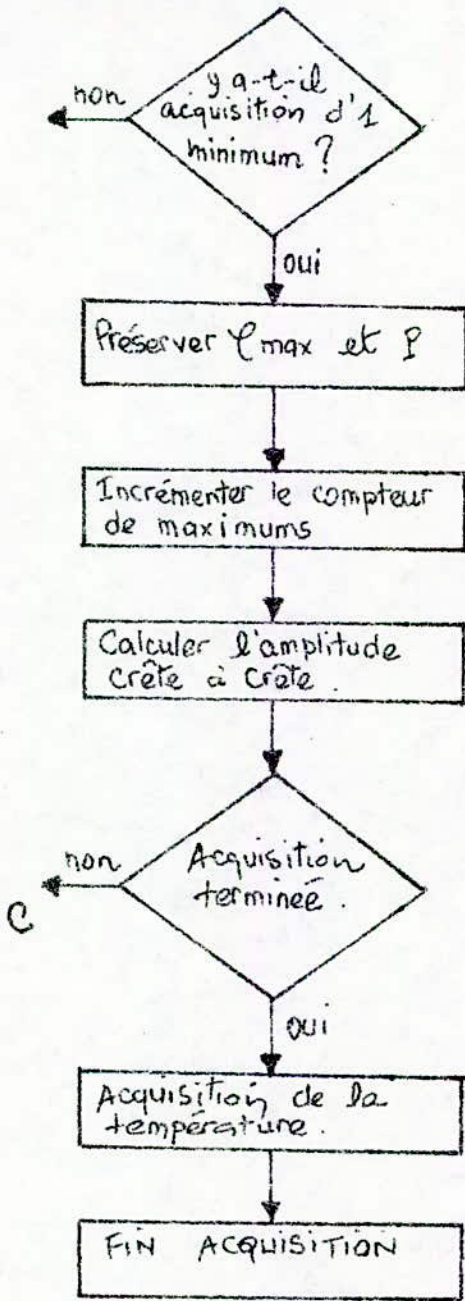 y a-t-il
non
acquisition d'1
minimum ?
oui
Préserver φmax et P
Incrémenter le compteur
de maximums
Calculer l'amplitude
crête à crête.
non
Acquisition
terminée.
C
oui
Acquisition de la
température.
FIN ACQUISITION